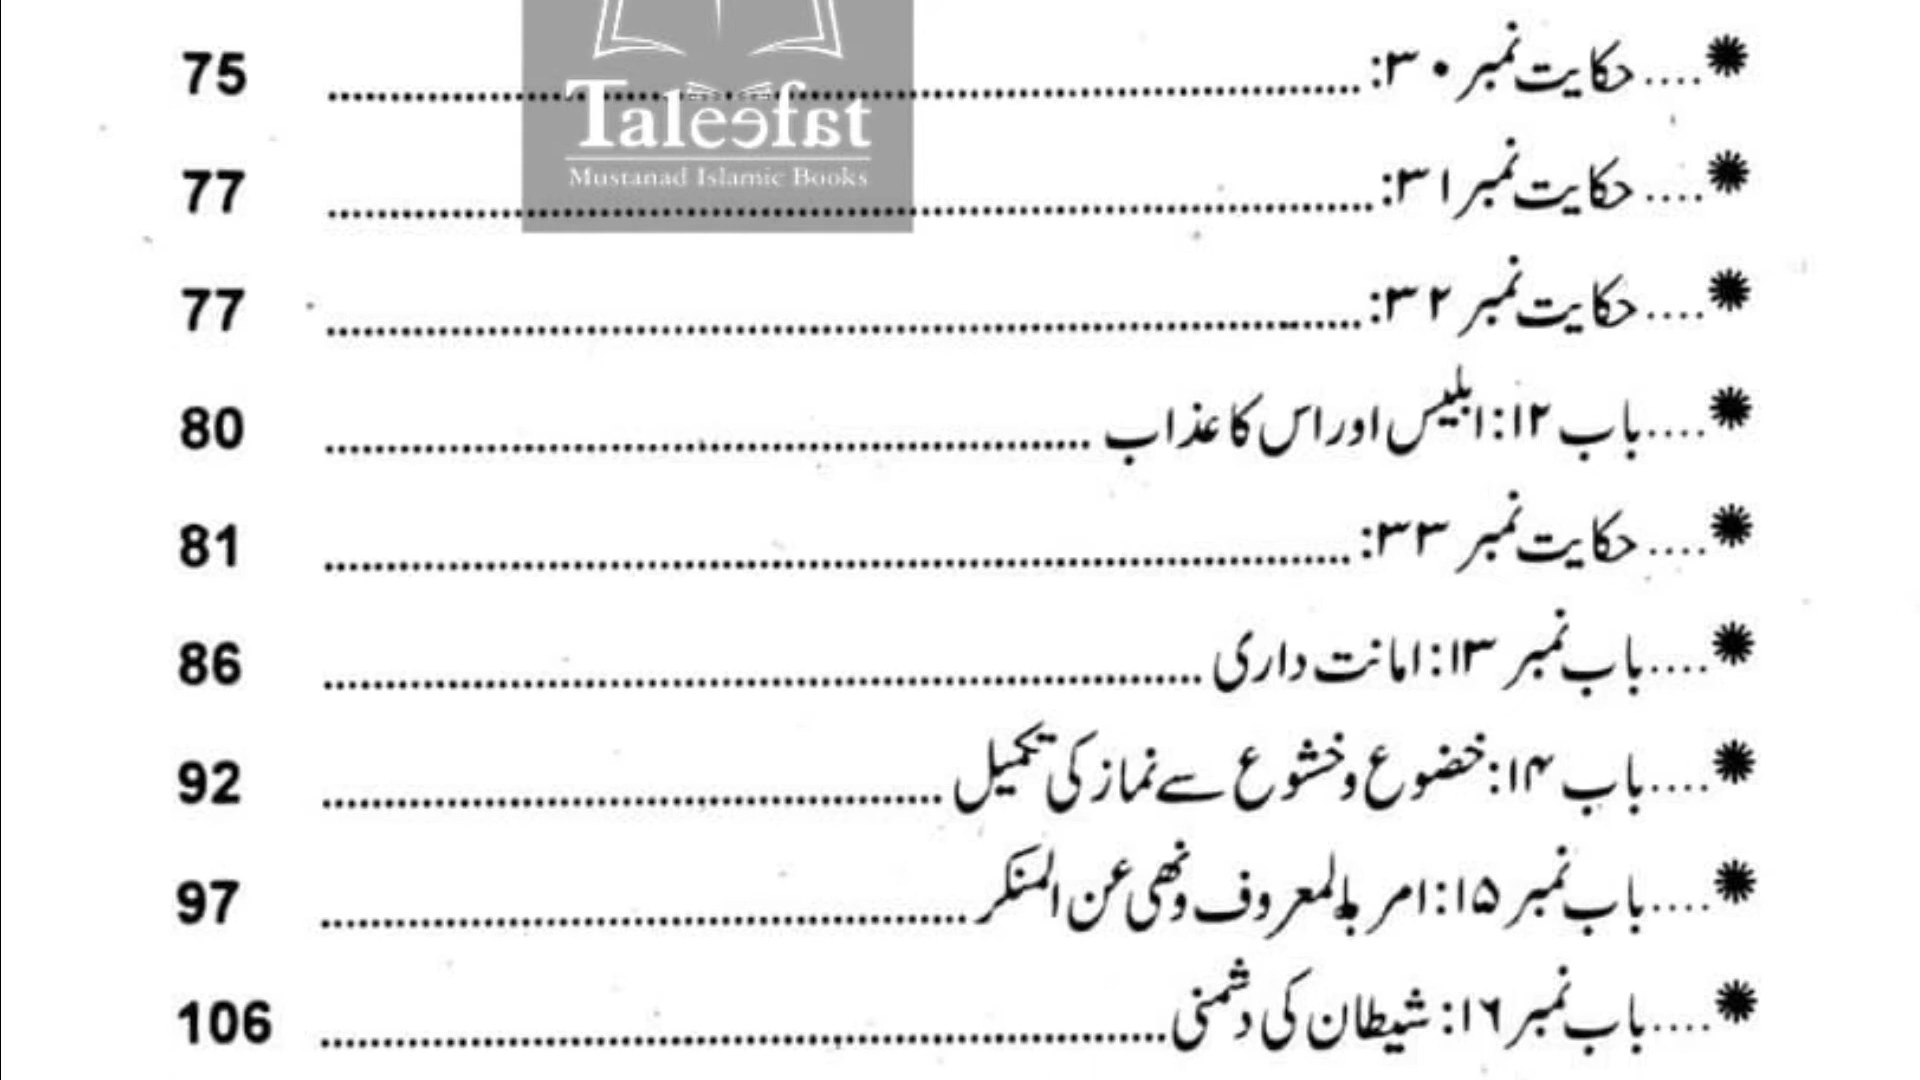 ✹....حکایت نمبر ۳۰: ........ 75
Taleefat
Mustanad Islamic Books
✹....حکایت نمبر ۳۱: ........ 77
✹....حکایت نمبر ۳۲: ........ 77
✹....باب ۱۲: ابلیس اور اس کا عذاب ........ 80
✹....حکایت نمبر ۳۳: ........ 81
✹....باب نمبر ۱۳: امانت داری ........ 86
✹....باب ۱۴: خضوع و خشوع سے نماز کی تکمیل ........ 92
✹....باب نمبر ۱۵: امر بالمعروف ونھی عن المنکر ........ 97
✹....باب نمبر ۱۶: شیطان کی دشمنی ........ 106